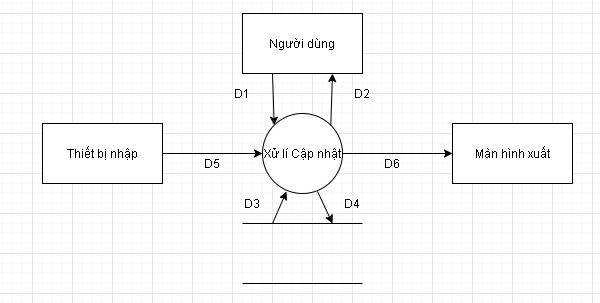 Người dùng
D1
D2
Thiết bị nhập
D5
Xử lí Cập nhật
D6
Màn hình xuất
D3
D4